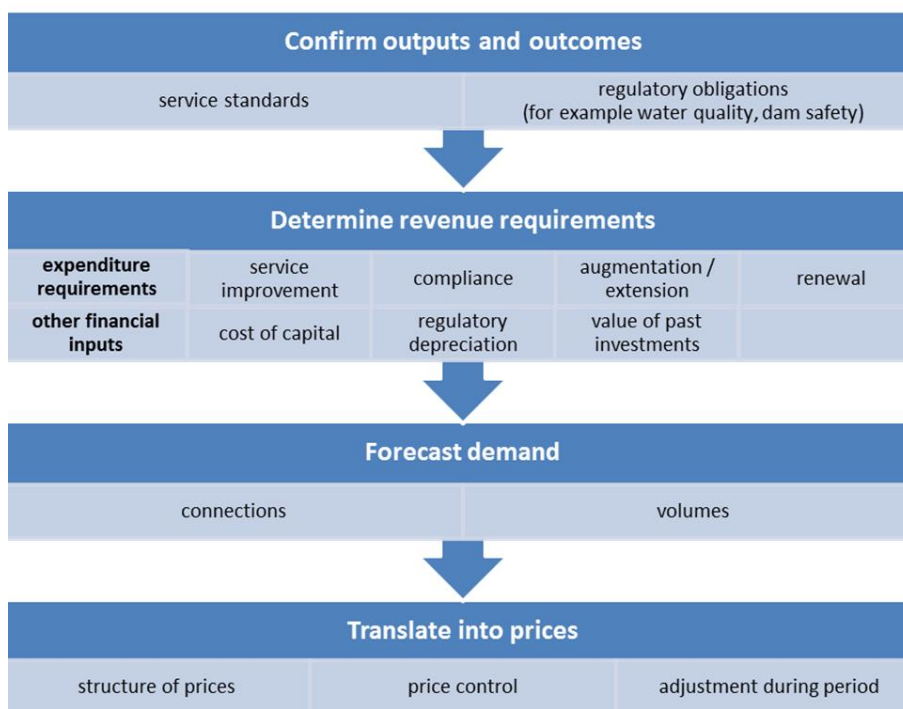 Confirm outputs and outcomes
service standards
regulatory obligations
(for example water quality, dam safety)
Determine revenue requirements
expenditure
requirements
service
improvement
compliance
augmentation /
extension
renewal
other financial
inputs
cost of capital
regulatory
depreciation
value of past
investments
Forecast demand
connections
volumes
Translate into prices
structure of prices
price control
adjustment during period